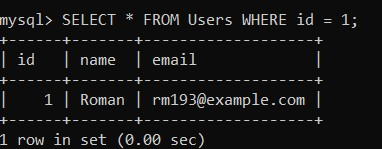 mysql> SELECT * FROM Users WHERE id = 1;
+------+-------+-------------------+
| id   | name  | email             |
+------+-------+-------------------+
|    1 | Roman | rm193@example.com |
+------+-------+-------------------+
1 row in set (0.00 sec)